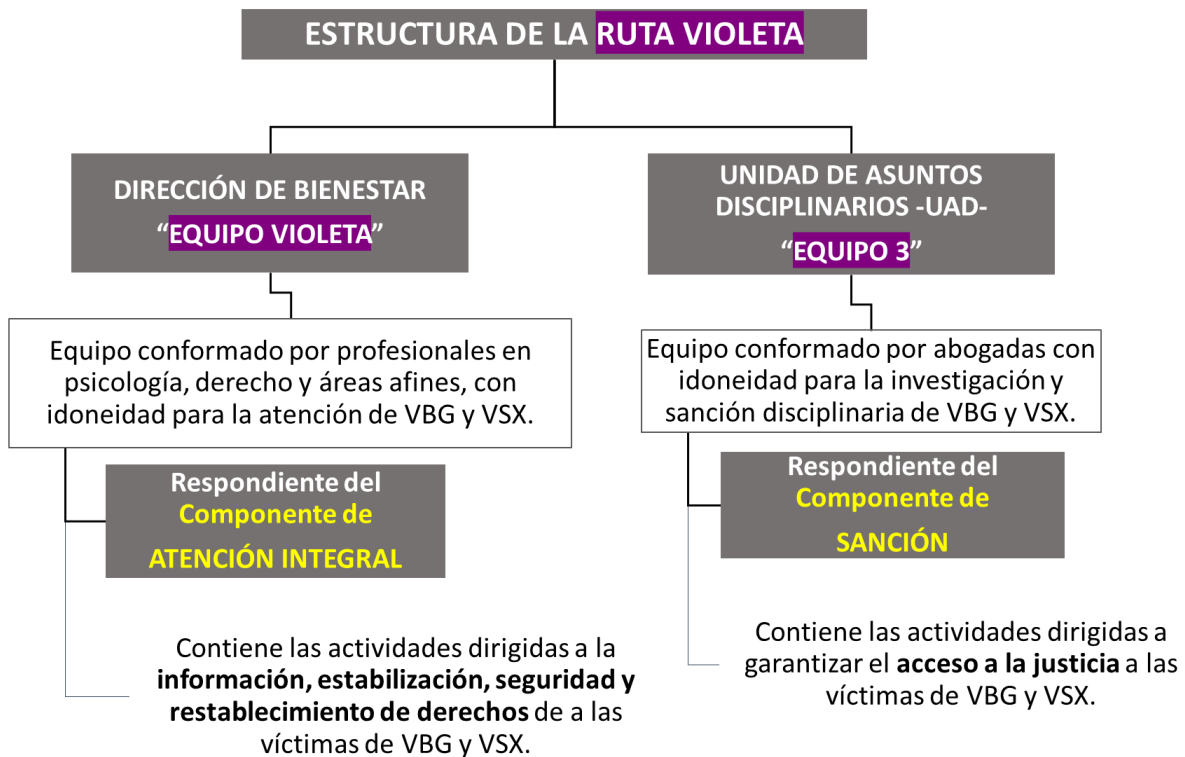 ESTRUCTURA DE LA RUTA VIOLETA
DIRECCIÓN DE BIENESTAR
“EQUIPO VIOLETA”
Equipo conformado por profesionales en
psicología, derecho y áreas afines, con
idoneidad para la atención de VBG y VSX.
Respondiente del
Componente de
ATENCIÓN INTEGRAL
Contiene las actividades dirigidas a la
información, estabilización, seguridad y
restablecimiento de derechos de a las
víctimas de VBG y VSX.
UNIDAD DE ASUNTOS
DISCIPLINARIOS -UAD-
“EQUIPO 3”
Equipo conformado por abogadas con
idoneidad para la investigación y
sanción disciplinaria de VBG y VSX.
Respondiente del
Componente de
SANCIÓN
Contiene las actividades dirigidas a
garantizar el acceso a la justicia a las
víctimas de VBG y VSX.